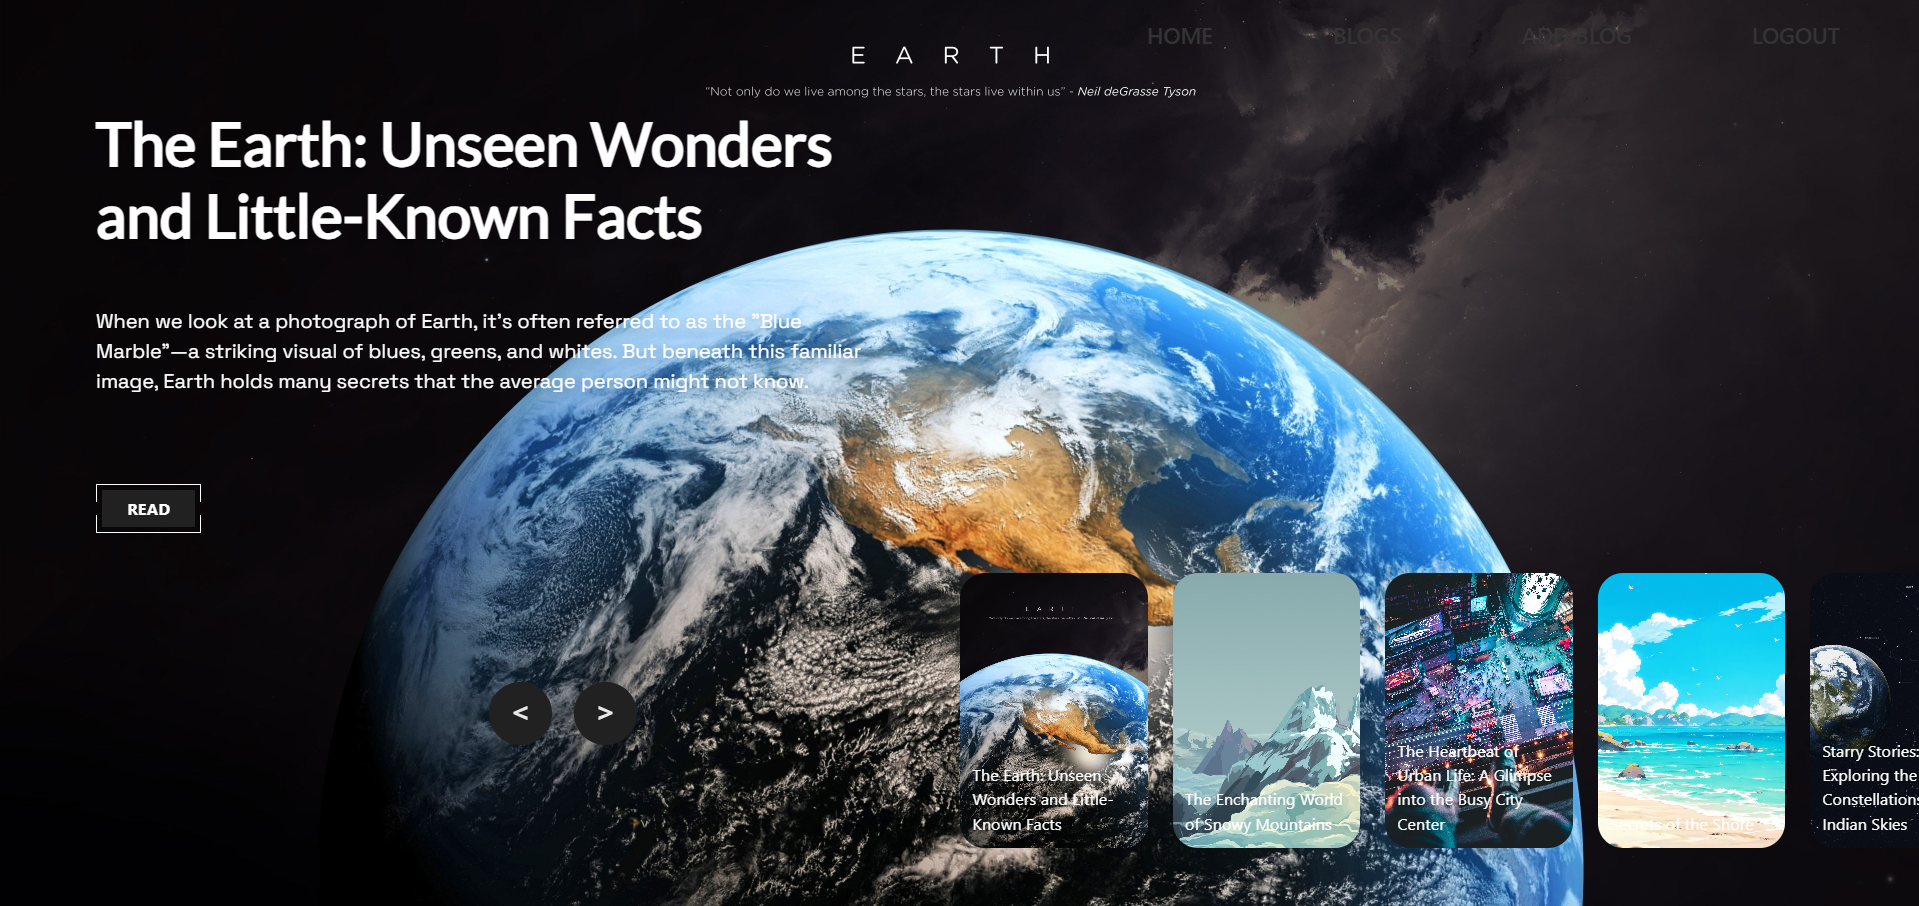 HOME BLOGS ADD BLOG LOGOUT
E A R T H
"Not only do we live among the stars, the stars live within us" - Neil deGrasse Tyson
The Earth: Unseen Wonders
and Little-Known Facts
When we look at a photograph of Earth, it's often referred to as the "Blue
Marble"—a striking visual of blues, greens, and whites. But beneath this familiar
image, Earth holds many secrets that the average person might not know.
READ
< >
The Earth: Unseen
Wonders and Little-
Known Facts
The Enchanting World
of Snowy Mountains
The Heartbeat of
Urban Life: A Glimpse
into the Busy City
Center
Secrets of the Shore
Starry Stories:
Exploring the
Constellations
Indian Skies